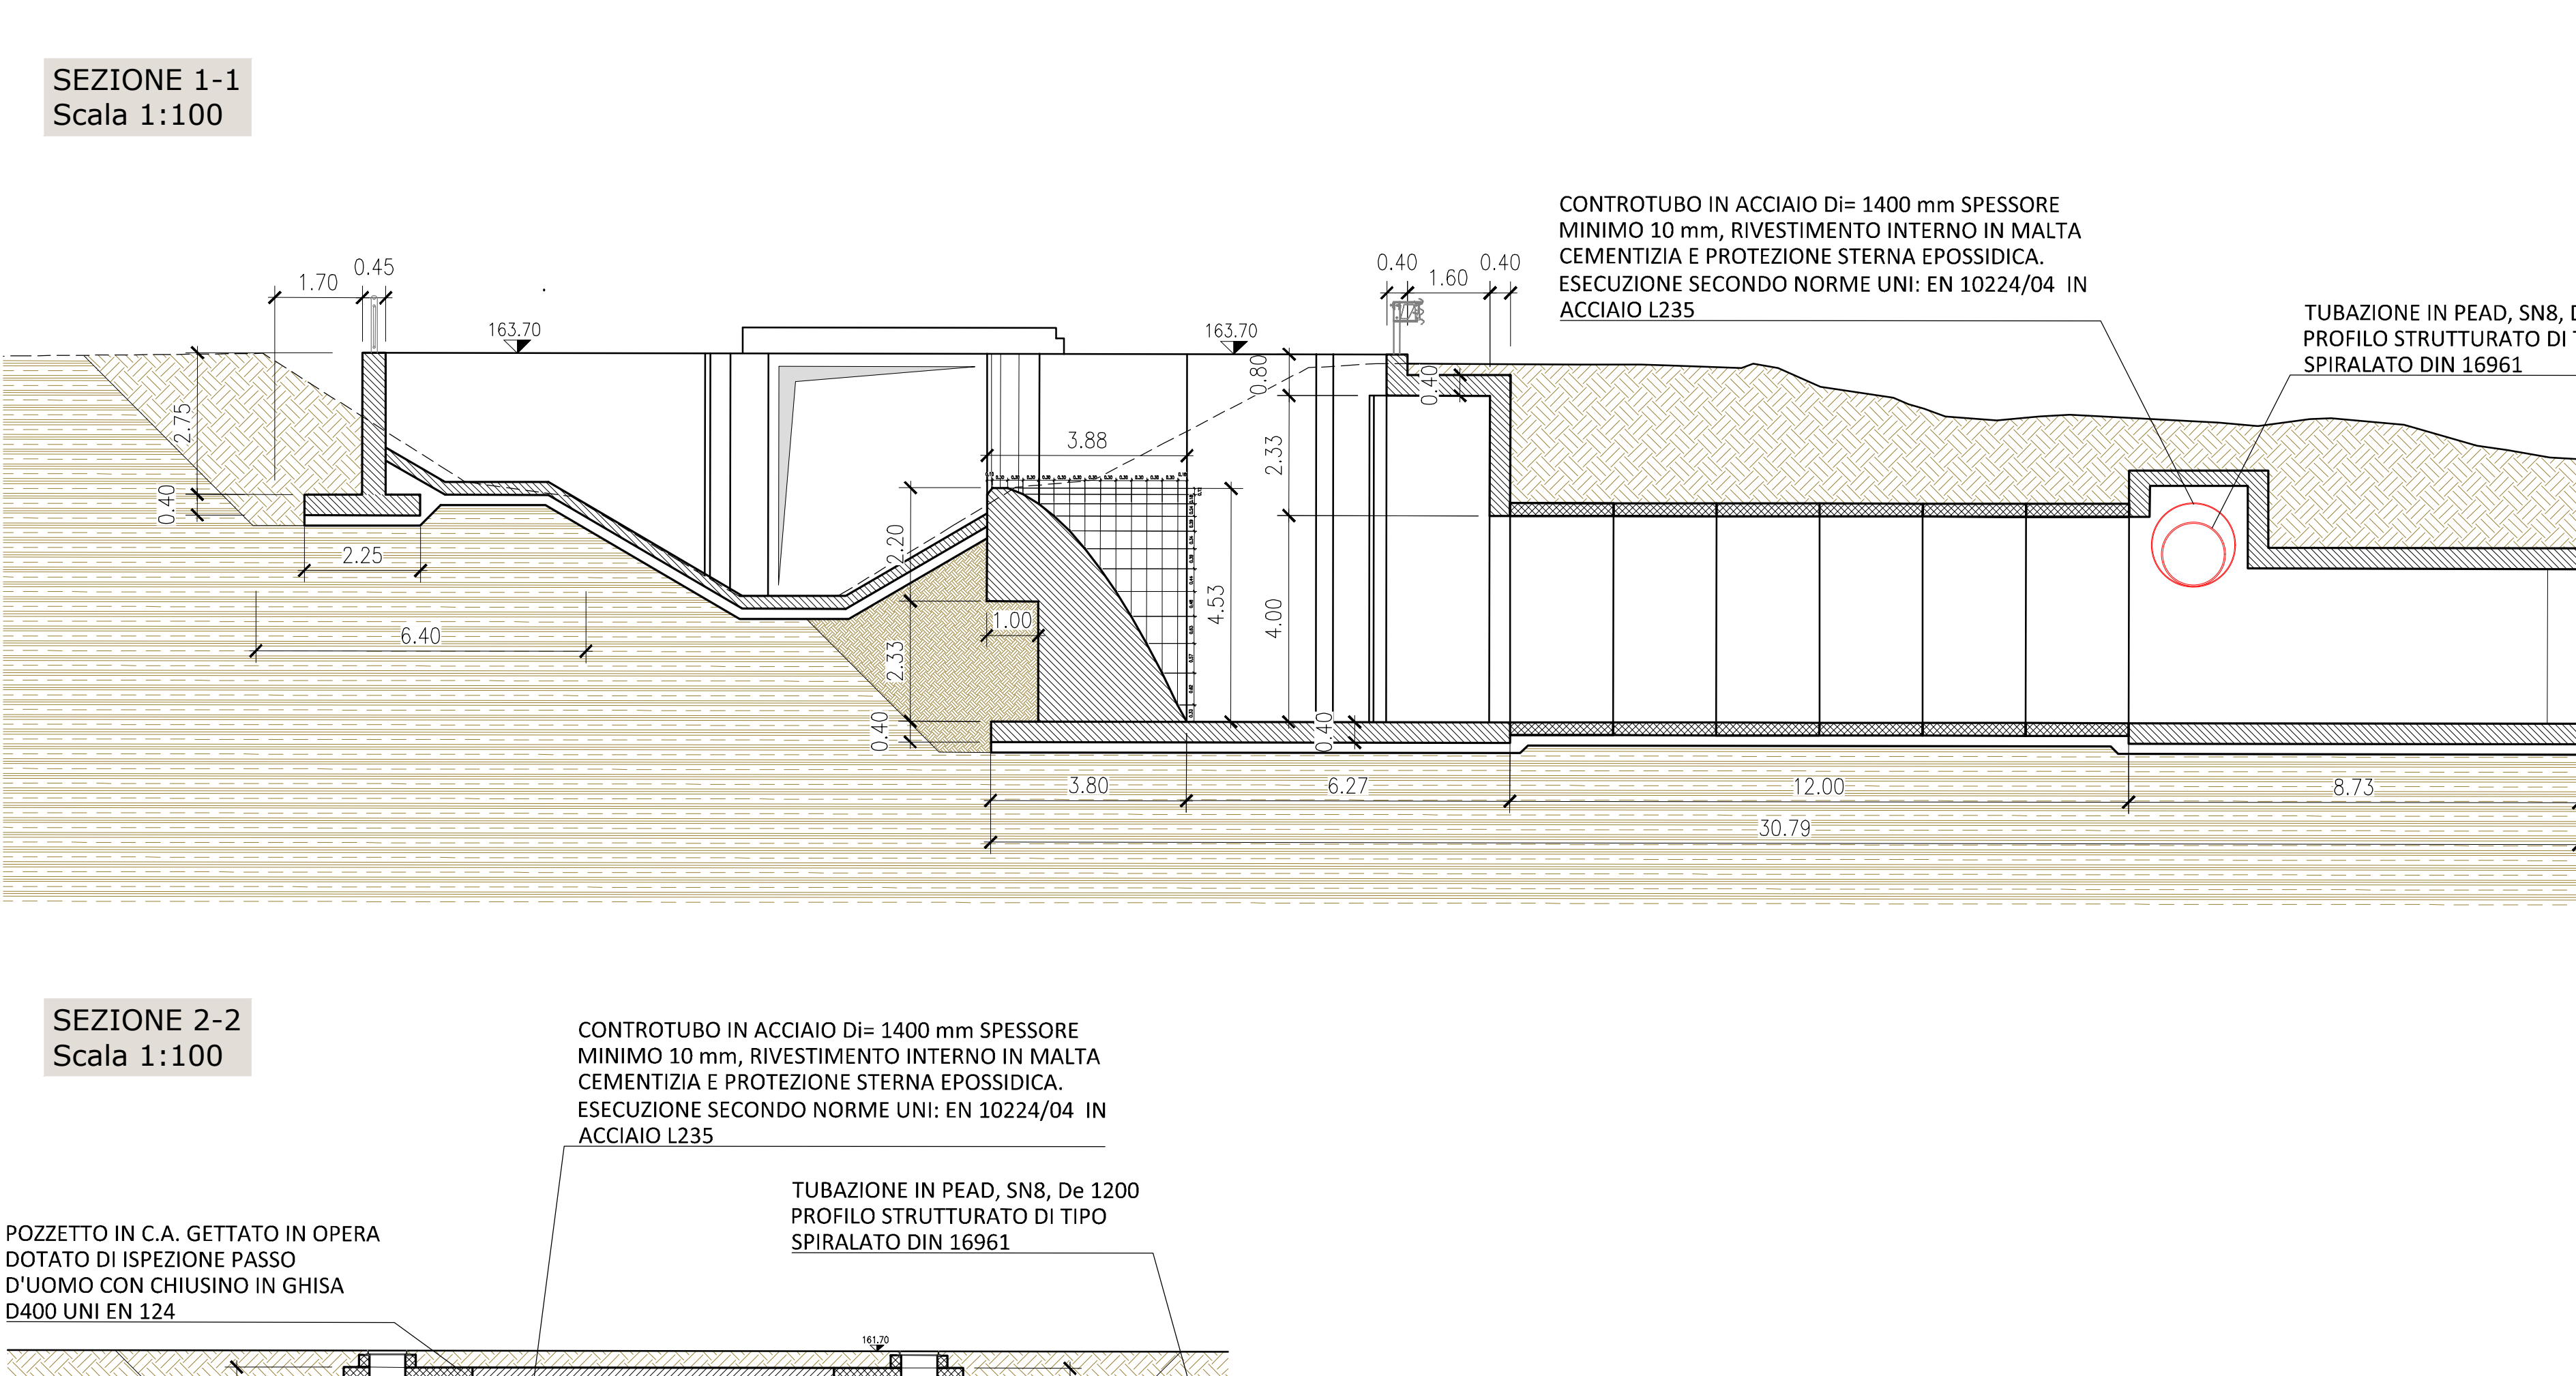 SEZIONE 1-1
Scala 1:100
CONTROTUBO IN ACCIAIO Di= 1400 mm SPESSORE
MINIMO 10 mm, RIVESTIMENTO INTERNO IN MALTA
CEMENTIZIA E PROTEZIONE STERNA EPOSSIDICA.
ESECUZIONE SECONDO NORME UNI: EN 10224/04 IN
ACCIAIO L235
TUBAZIONE IN PEAD, SN8,
PROFILO STRUTTURATO DI
SPIRALATO DIN 16961
1.70
0.45
163.70
163.70
0.40
1.60
0.40
0.80
0.40
2.75
0.40
2.25
6.40
3.88
2.33
2.20
4.53
4.00
1.00
2.33
0.40
0.40
3.80
6.27
12.00
8.73
30.79
SEZIONE 2-2
Scala 1:100
CONTROTUBO IN ACCIAIO Di= 1400 mm SPESSORE
MINIMO 10 mm, RIVESTIMENTO INTERNO IN MALTA
CEMENTIZIA E PROTEZIONE STERNA EPOSSIDICA.
ESECUZIONE SECONDO NORME UNI: EN 10224/04 IN
ACCIAIO L235
TUBAZIONE IN PEAD, SN8, De 1200
PROFILO STRUTTURATO DI TIPO
SPIRALATO DIN 16961
POZZETTO IN C.A. GETTATO IN OPERA
DOTATO DI ISPEZIONE PASSO
D'UOMO CON CHIUSINO IN GHISA
D400 UNI EN 124
161.70